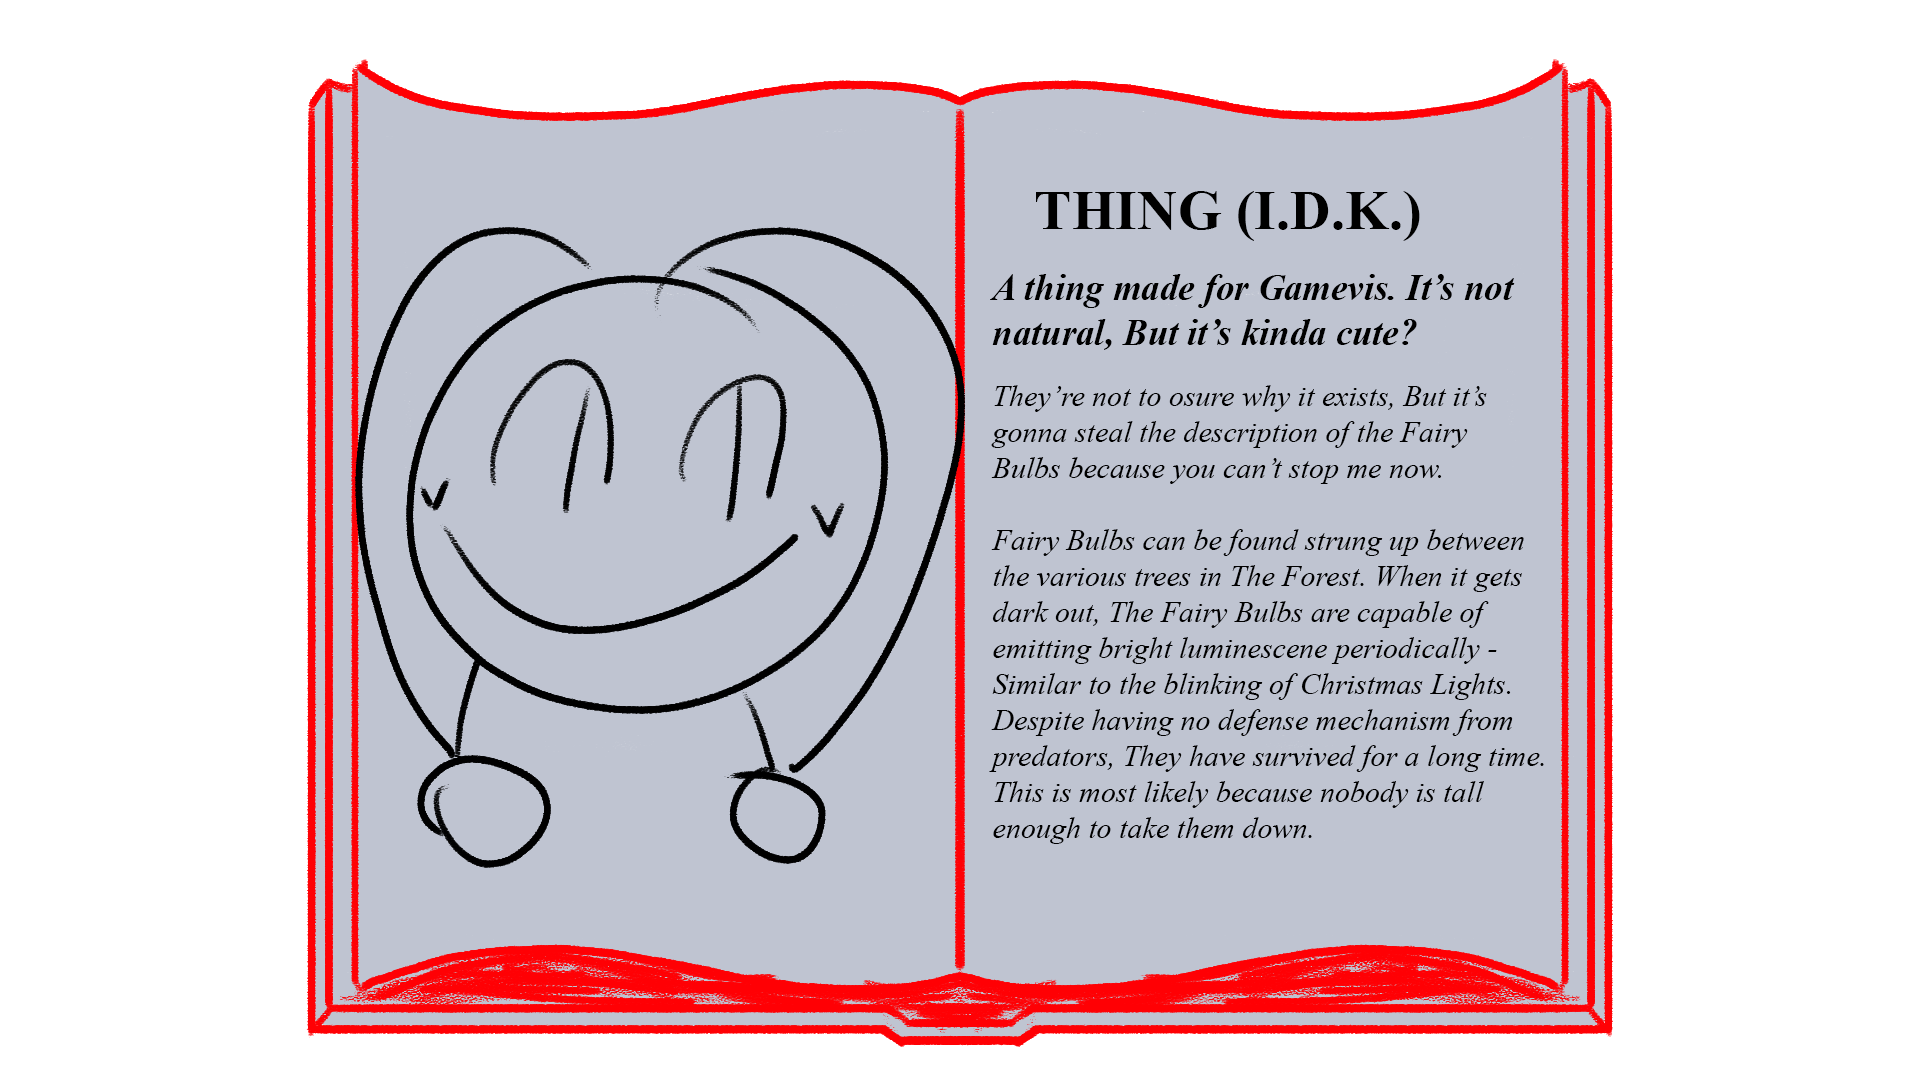 THING (I.D.K.)
A thing made for Gamevis. It’s not
natural, But it’s kinda cute?
They’re not to osure why it exists, But it’s
gonna steal the description of the Fairy
Bulbs because you can’t stop me now.
Fairy Bulbs can be found strung up between
the various trees in The Forest. When it gets
dark out, The Fairy Bulbs are capable of
emitting bright luminescene periodically -
Similar to the blinking of Christmas Lights.
Despite having no defense mechanism from
predators, They have survived for a long time.
This is most likely because nobody is tall
enough to take them down.